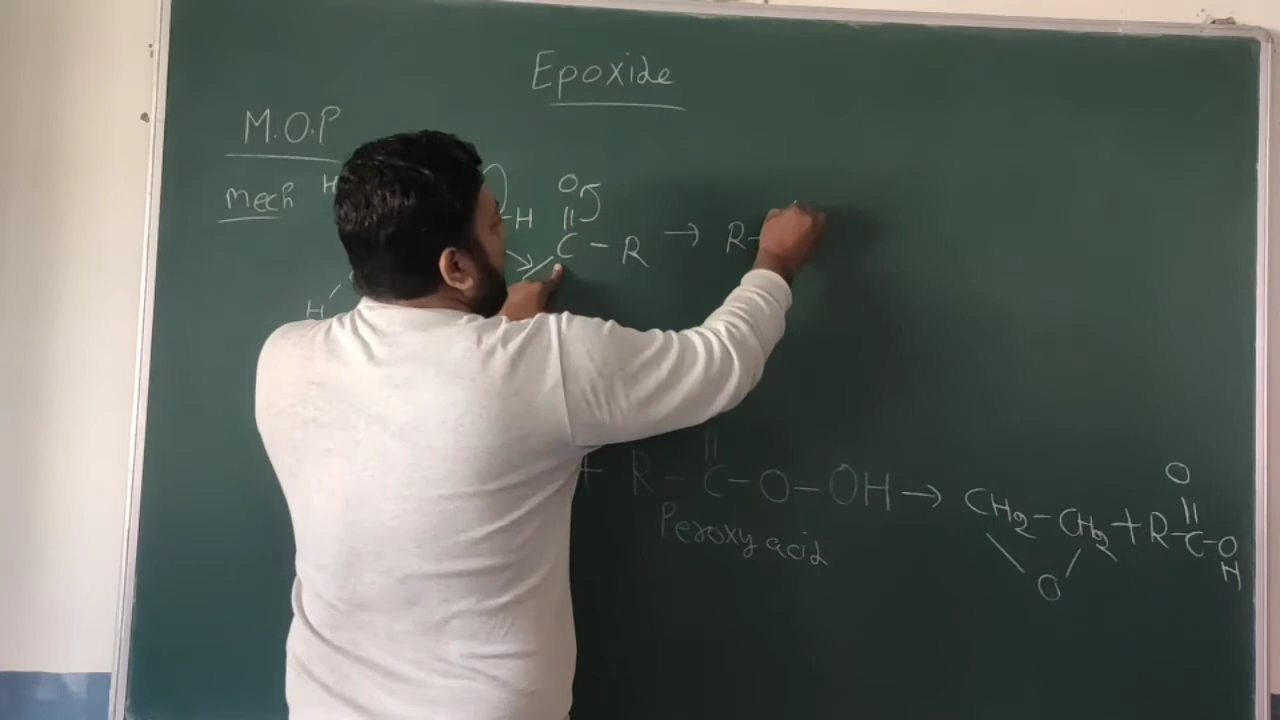 Epoxide
M.O.P
mech
H
H
O
||
-H C - R → R-
H
||
+ R - C - O - OH → CH2 - CH2 + R - C - O
O
||
O
H
Peroxy acid